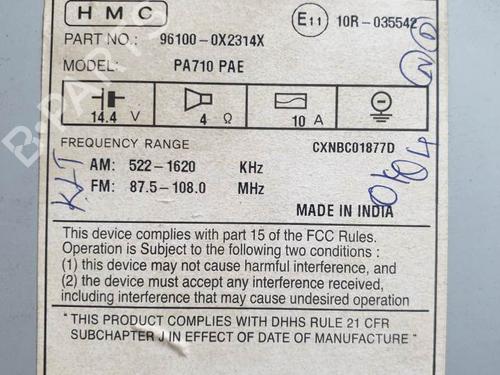 HMC
E11 10R-035542
PART NO.: 96100-0X2314X
MODEL: PA710 PAE
14.4 V 4 Ω 10 A
FREQUENCY RANGE CXNBC01877D
AM: 522-1620 KHz
FM: 87.5-108.0 MHz
MADE IN INDIA
This device complies with part 15 of the FCC Rules.
Operation is Subject to the following two conditions:
(1) this device may not cause harmful interference, and
(2) the device must accept any interference received,
including interference that may cause undesired operation
" THIS PRODUCT COMPLIES WITH DHHS RULE 21 CFR
SUBCHAPTER J IN EFFECT OF DATE OF MANUFACTURE "
B-PARTS